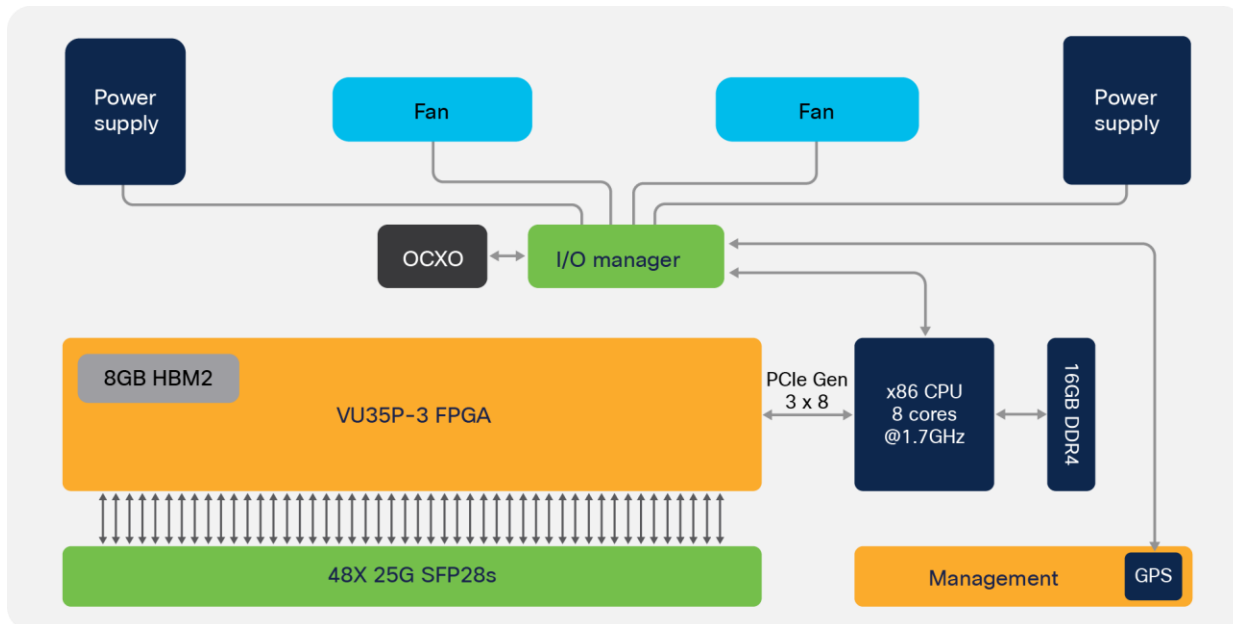 Power
supply
Fan
Fan
Power
supply
OCXO
I/O manager
8GB HBM2
VU35P-3 FPGA
PCIe Gen
3 x 8
x86 CPU
8 cores
@1.7GHz
16GB DDR4
48X 25G SFP28s
Management
GPS